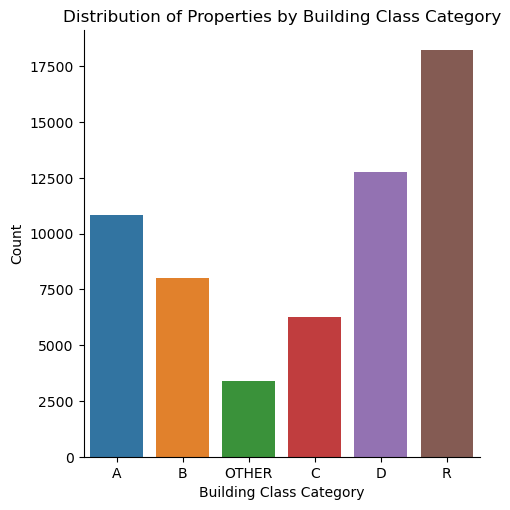 Distribution of Properties by Building Class Category
17500
15000
12500
10000
7500
5000
2500
0
Count
A B OTHER C D R
Building Class Category